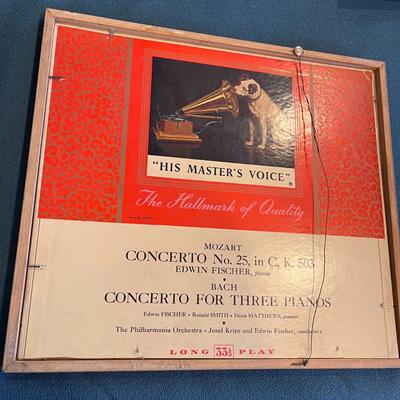 "HIS MASTER'S VOICE"
The Hallmark of Quality
MOZART
CONCERTO No. 25, in C, K. 503
EDWIN FISCHER, pianist
BACH
CONCERTO FOR THREE PIANOS
Edwin FISCHER • Ronald SMITH • Denis MATTHEWS, pianists
The Philharmonia Orchestra • Josef Krips and Edwin Fischer, conductors
LONG 33⅓ PLAY